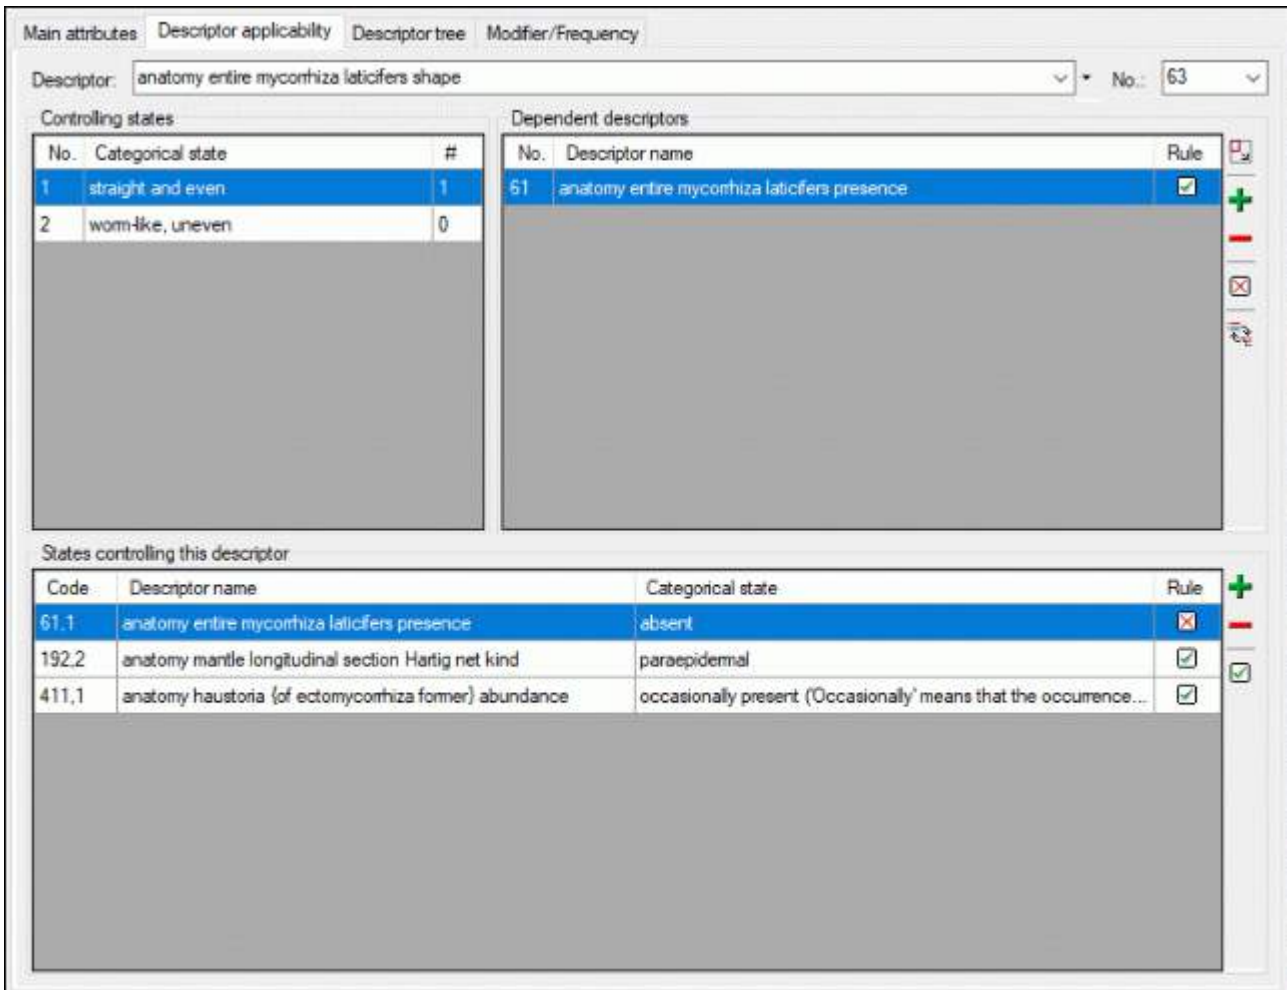 Main attributes Descriptor applicability Descriptor tree Modifier/Frequency
Descriptor: anatomy entire mycorrhiza laticifers shape No.: 63
Controlling states Dependent descriptors
No. Categorical state # No. Descriptor name Rule
1 straight and even 1 61 anatomy entire mycorrhiza laticifers presence
2 worm-like, uneven 0
States controlling this descriptor
Code Descriptor name Categorical state Rule
61,1 anatomy entire mycorrhiza laticifers presence absent
192,2 anatomy mantle longitudinal section Hartig net kind paraepidermal
411,1 anatomy haustoria {of ectomycorrhiza former} abundance occasionally present ('Occasionally' means that the occurrence...